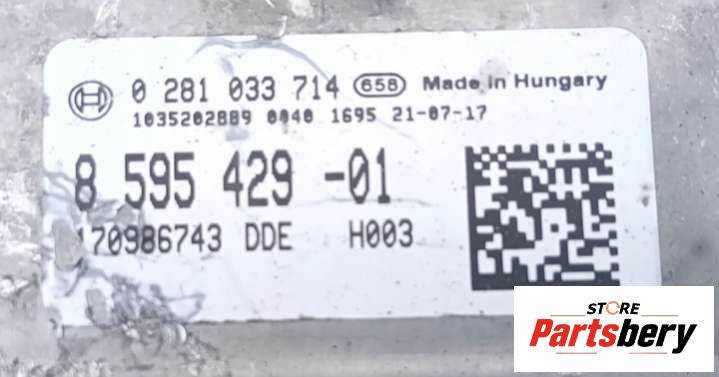 0 281 033 714 658 Made in Hungary
1035202889 0040 1695 21-07-17
8 595 429 -01
170986743 DDE H003
STORE
Partsbery